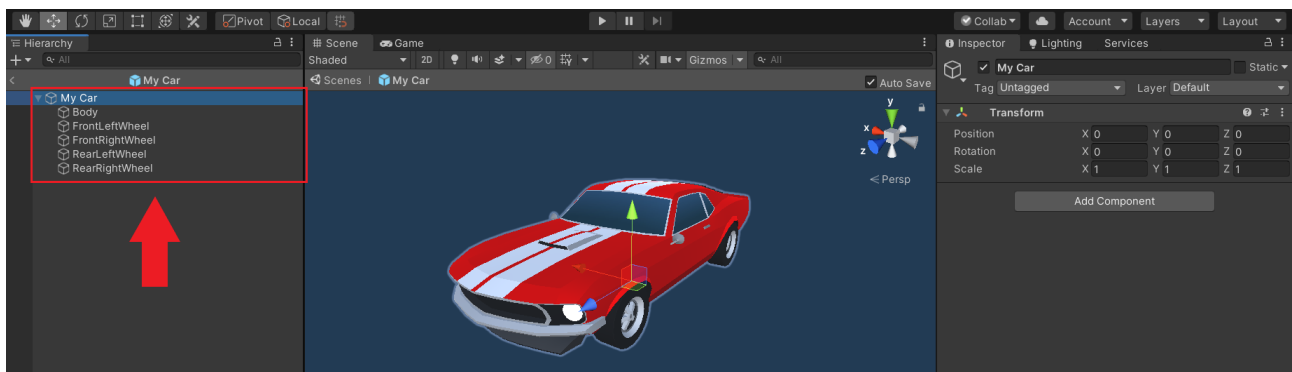 Pivot Local Collab Account Layers Layout
Hierarchy
All
My Car
My Car
Body
FrontLeftWheel
FrontRightWheel
RearLeftWheel
RearRightWheel
# Scene Game
Shaded 2D 0 Gizmos All
Scenes | My Car Auto Save
y
x
z
< Persp
Inspector Lighting Services
My Car Static
Tag Untagged Layer Default
Transform
Position X 0 Y 0 Z 0
Rotation X 0 Y 0 Z 0
Scale X 1 Y 1 Z 1
Add Component